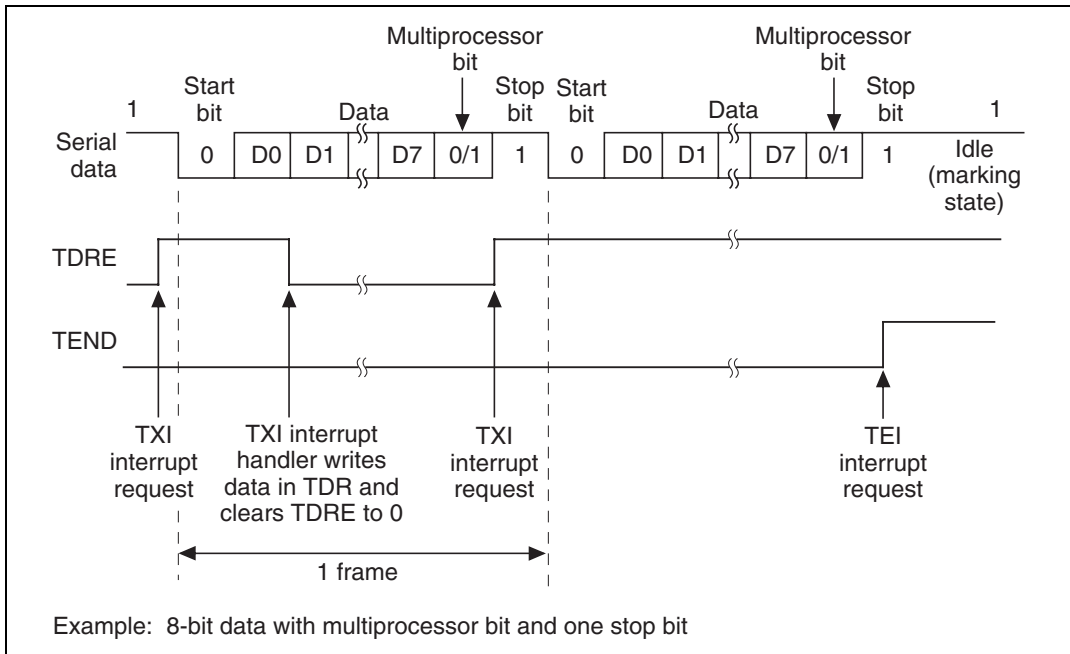 Multiprocessor bit
Multiprocessor bit
1
Start bit
Data
Stop bit
Start bit
Data
Stop bit
1
Serial data
0
D0
D1
D7
0/1
1
0
D0
D1
D7
0/1
1
Idle (marking state)
TDRE
TEND
TXI interrupt request
TXI interrupt handler writes data in TDR and clears TDRE to 0
TXI interrupt request
TEI interrupt request
1 frame
Example: 8-bit data with multiprocessor bit and one stop bit